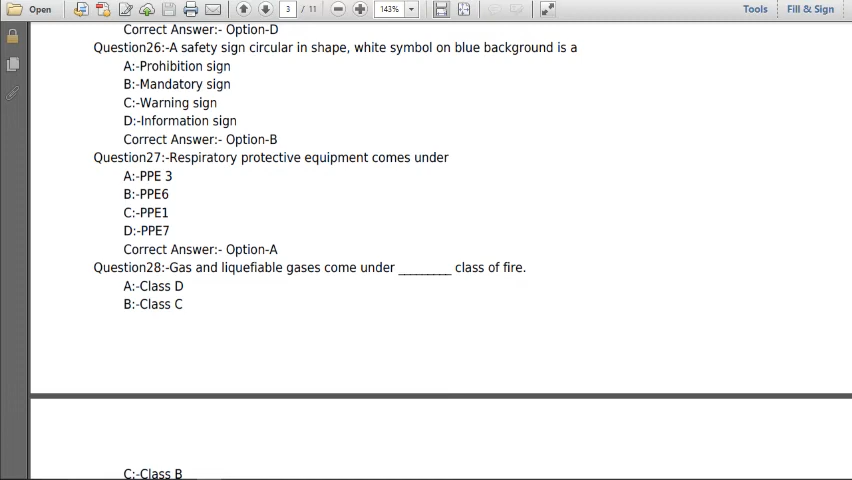 Open
3 / 11
143%
Tools
Fill & Sign
Correct Answer:- Option-D
Question26:-A safety sign circular in shape, white symbol on blue background is a
A:-Prohibition sign
B:-Mandatory sign
C:-Warning sign
D:-Information sign
Correct Answer:- Option-B
Question27:-Respiratory protective equipment comes under
A:-PPE 3
B:-PPE6
C:-PPE1
D:-PPE7
Correct Answer:- Option-A
Question28:-Gas and liquefiable gases come under _________ class of fire.
A:-Class D
B:-Class C
C:-Class B